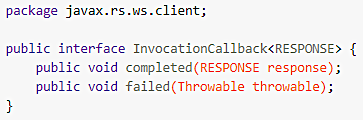 package javax.rs.ws.client;
public interface InvocationCallback<RESPONSE> {
    public void completed(RESPONSE response);
    public void failed(Throwable throwable);
}